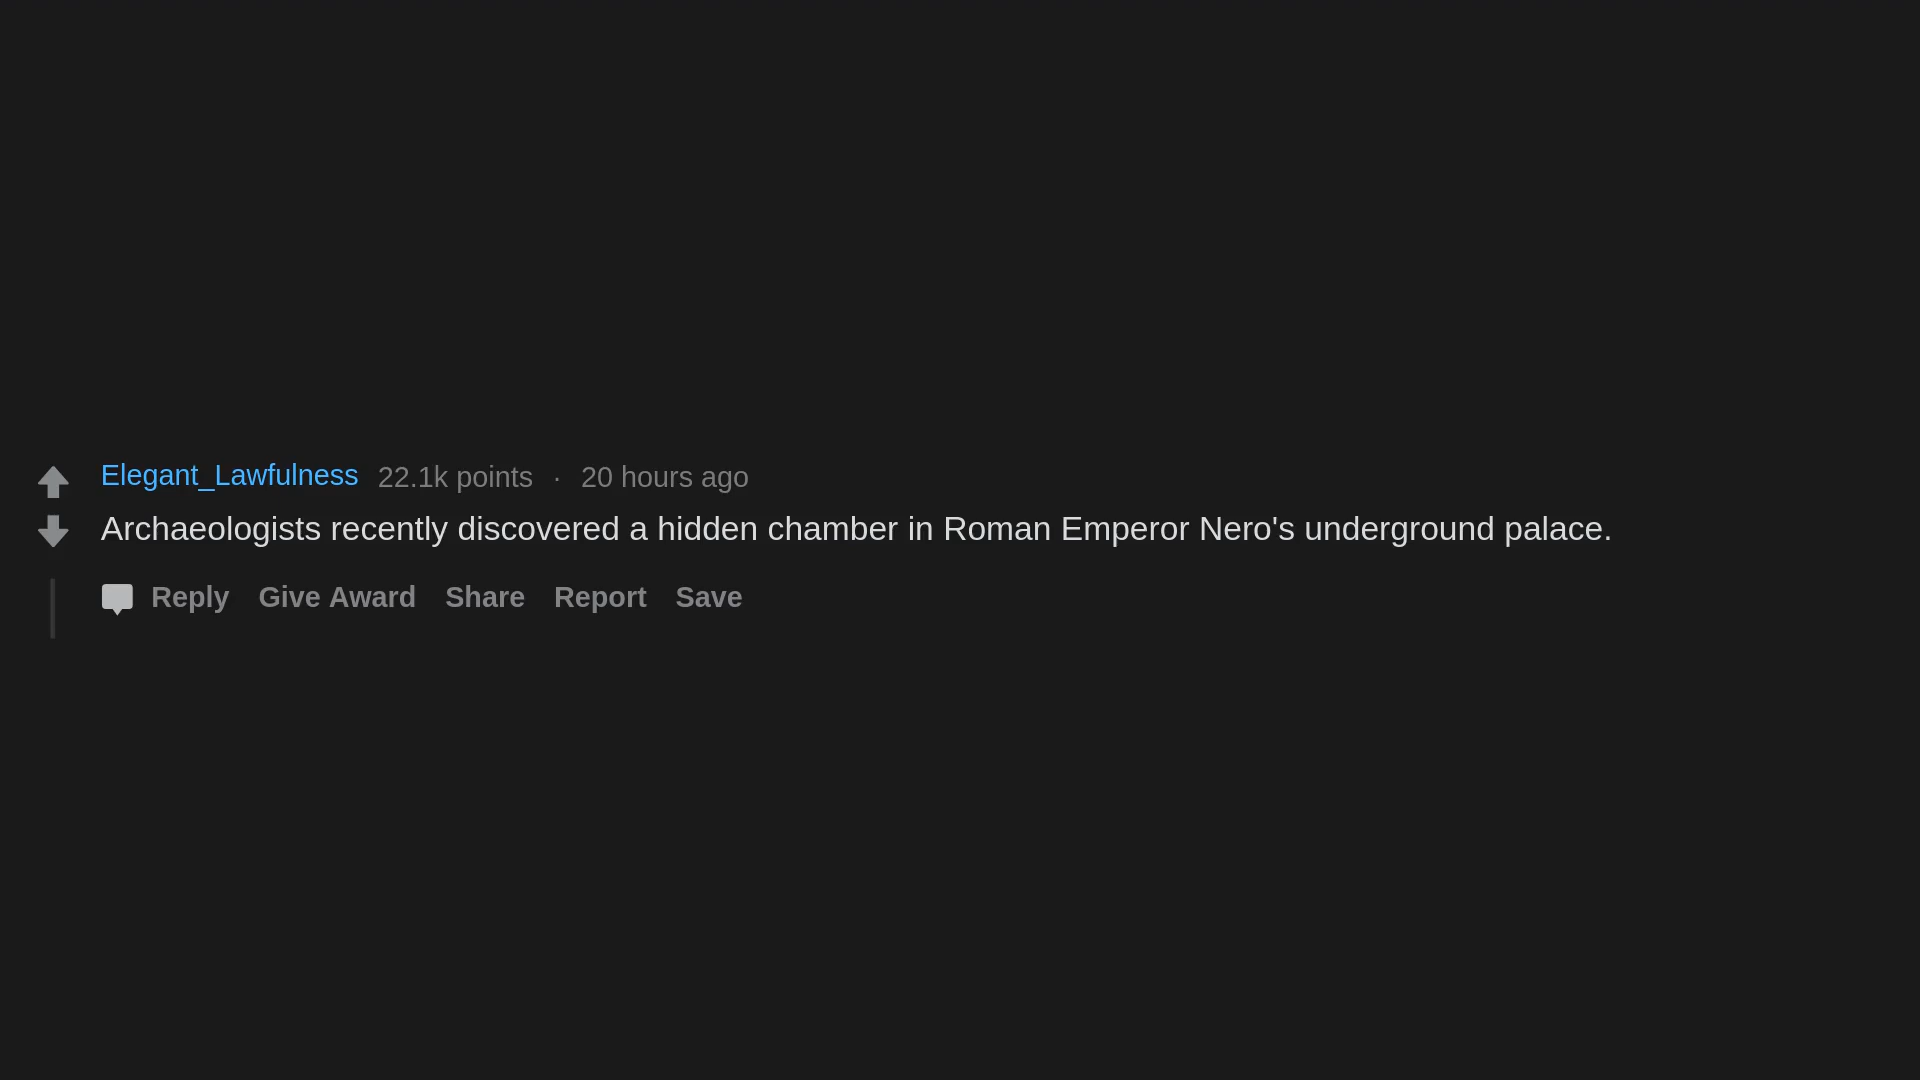 Elegant_Lawfulness 22.1k points · 20 hours ago
Archaeologists recently discovered a hidden chamber in Roman Emperor Nero's underground palace.
Reply Give Award Share Report Save